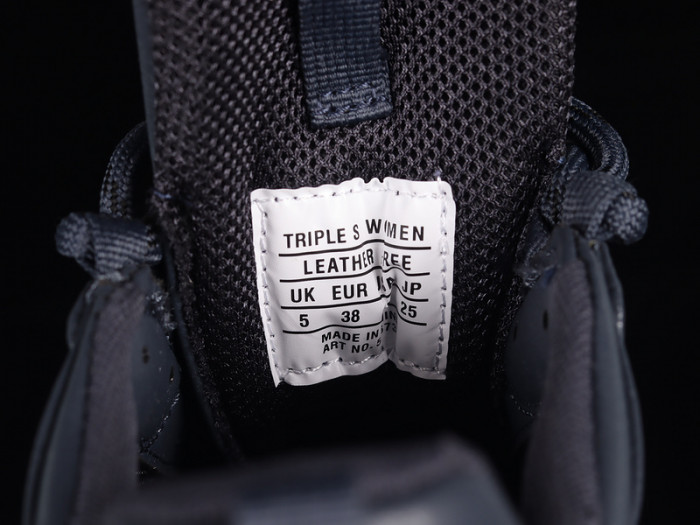 TRIPLE S WOMEN
LEATHER FREE
UK EUR JP
5 38 25
MADE IN
ART NO.